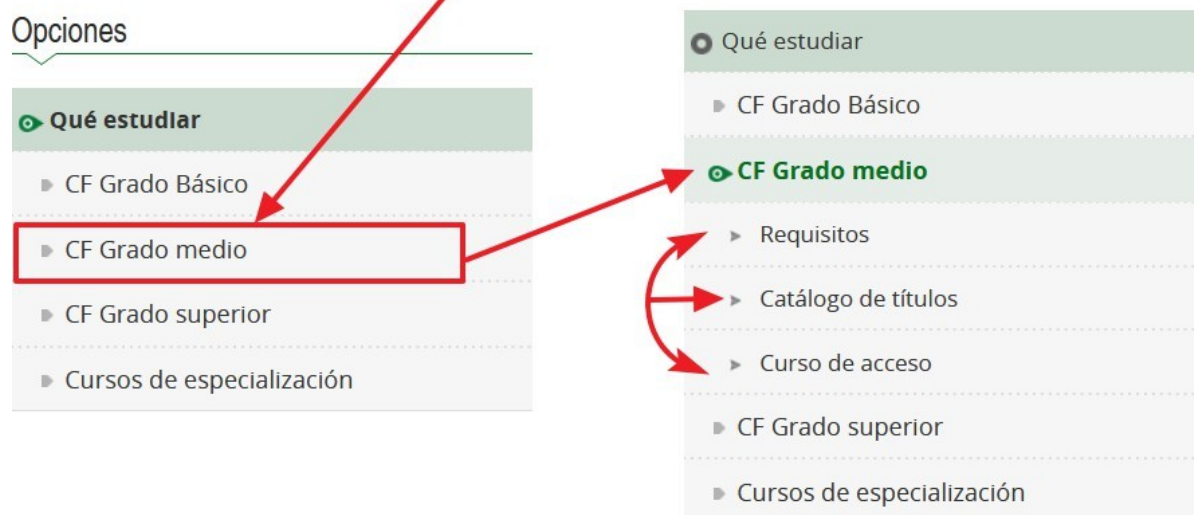 Opciones
Qué estudiar
CF Grado Básico
CF Grado medio
CF Grado superior
Cursos de especialización
Qué estudiar
CF Grado Básico
CF Grado medio
Requisitos
Catálogo de títulos
Curso de acceso
CF Grado superior
Cursos de especialización